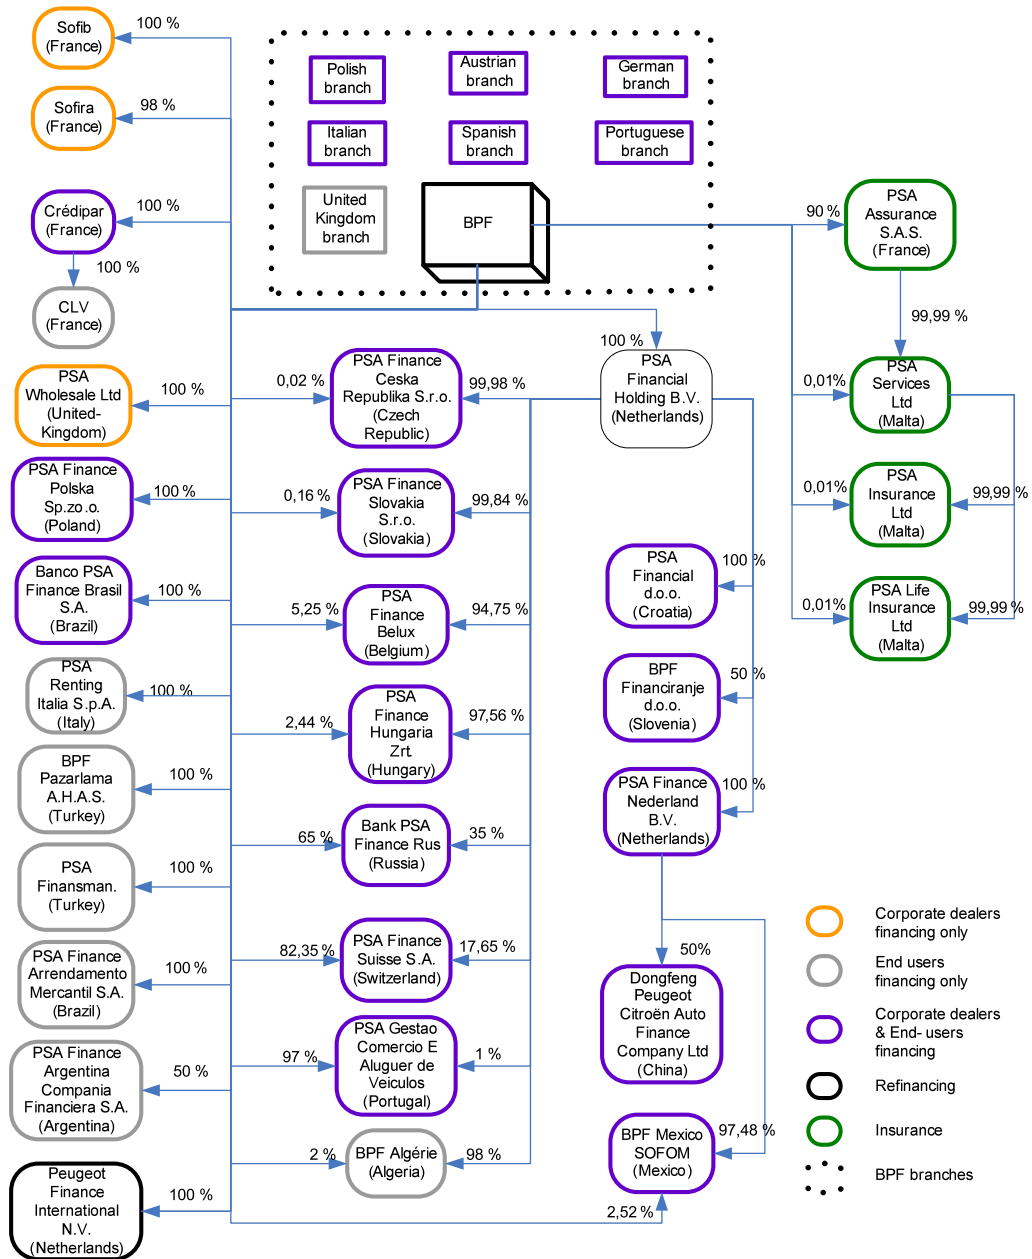 Sofib
(France)
100 %
Sofira
(France)
98 %
Crédipar
(France)
100 %
100 %
CLV
(France)
PSA
Wholesale Ltd
(United-
Kingdom)
100 %
PSA Finance
Polska
Sp.zo.o.
(Poland)
100 %
Banco PSA
Finance Brasil
S.A.
(Brazil)
100 %
PSA
Renting
Italia S.p.A.
(Italy)
100 %
BPF
Pazarlama
A.H.A.S.
(Turkey)
100 %
PSA
Finansman.
(Turkey)
100 %
PSA Finance
Arrendamento
Mercantil S.A.
(Brazil)
100 %
PSA Finance
Argentina
Compania
Financiera S.A.
(Argentina)
50 %
Peugeot
Finance
International
N.V.
(Netherlands)
100 %
Polish
branch
Austrian
branch
German
branch
Italian
branch
Spanish
branch
Portuguese
branch
United
Kingdom
branch
BPF
0,02 %
PSA Finance
Ceska
Republika S.r.o.
(Czech
Republic)
99,98 %
0,16 %
PSA Finance
Slovakia
S.r.o.
(Slovakia)
99,84 %
5,25 %
PSA
Finance
Belux
(Belgium)
94,75 %
2,44 %
PSA
Finance
Hungaria
Zrt.
(Hungary)
97,56 %
65 %
Bank PSA
Finance Rus
(Russia)
35 %
82,35 %
PSA Finance
Suisse S.A.
(Switzerland)
17,65 %
97 %
PSA Gestao
Comercio E
Aluguer de
Veiculos
(Portugal)
1 %
2 %
BPF Algérie
(Algeria)
98 %
100 %
PSA
Financial
Holding B.V.
(Netherlands)
PSA
Financial
d.o.o.
(Croatia)
100 %
BPF
Financiranje
d.o.o.
(Slovenia)
50 %
PSA Finance
Nederland
B.V.
(Netherlands)
100 %
50%
Dongfeng
Peugeot
Citroën Auto
Finance
Company Ltd
(China)
BPF Mexico
SOFOM
(Mexico)
97,48 %
2,52 %
90 %
PSA
Assurance
S.A.S.
(France)
99,99 %
0,01%
PSA
Services
Ltd
(Malta)
0,01%
PSA
Insurance
Ltd
(Malta)
99,99 %
0,01%
PSA Life
Insurance
Ltd
(Malta)
99,99 %
Corporate dealers
financing only
End users
financing only
Corporate dealers
& End- users
financing
Refinancing
Insurance
BPF branches